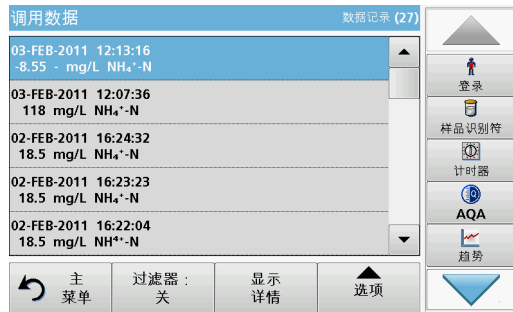 调用数据
数据记录 (27)
03-FEB-2011 12:13:16
-8.55 - mg/L NH₄⁺-N
03-FEB-2011 12:07:36
118 mg/L NH₄⁺-N
02-FEB-2011 16:24:32
18.5 mg/L NH₄⁺-N
02-FEB-2011 16:23:23
18.5 mg/L NH₄⁺-N
02-FEB-2011 16:22:04
18.5 mg/L NH⁴⁺-N
登录
样品识别符
计时器
AQA
趋势
主
菜单
过滤器：
关
显示
详情
选项